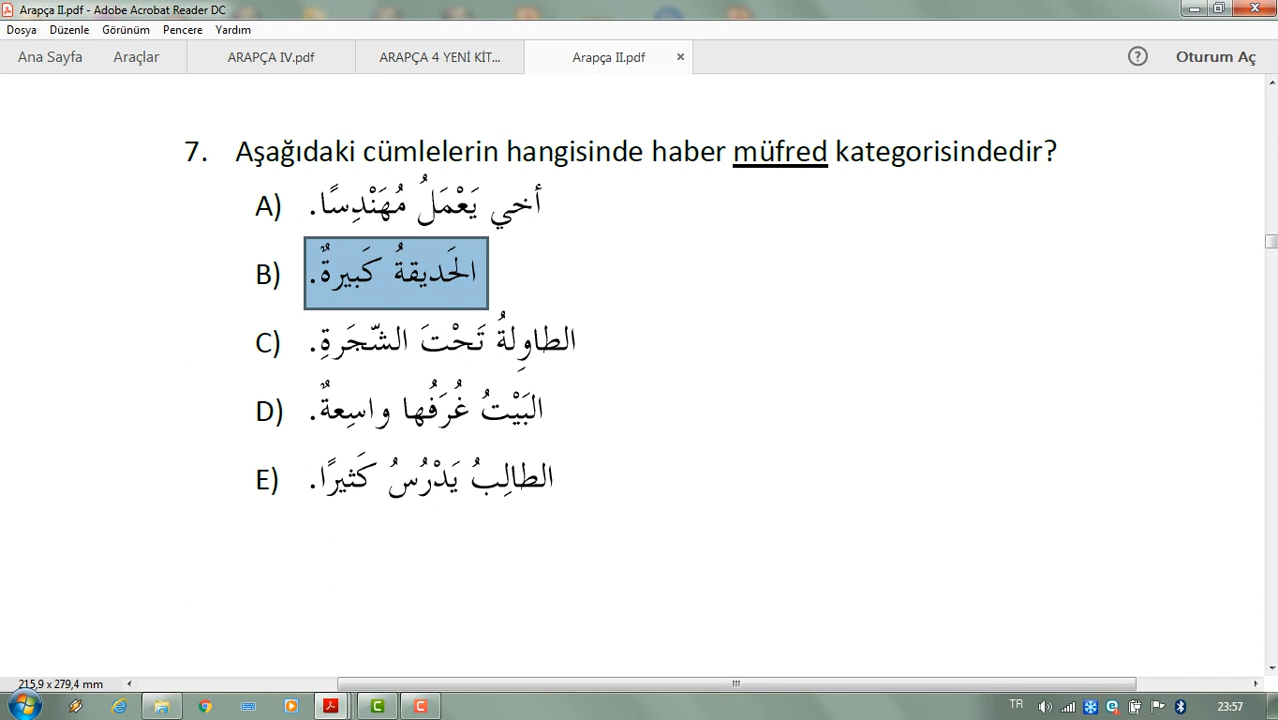 Arapça II.pdf - Adobe Acrobat Reader DC
Dosya Düzenle Görünüm Pencere Yardım
Ana Sayfa Araçlar ARAPÇA IV.pdf ARAPÇA 4 YENİ KİT... Arapça II.pdf × ? Oturum Aç
7. Aşağıdaki cümlelerin hangisinde haber müfred kategorisindedir?
A) أخي يَعْمَلُ مُهَنْدِسًا.
B) الحَديقةُ كَبيرةٌ.
C) الطاوِلةُ تَحْتَ الشّجَرةِ.
D) البَيْتُ غُرَفُها واسِعةٌ.
E) الطالِبُ يَدْرُسُ كَثيرًا.
215,9 x 279,4 mm
TR 23:57